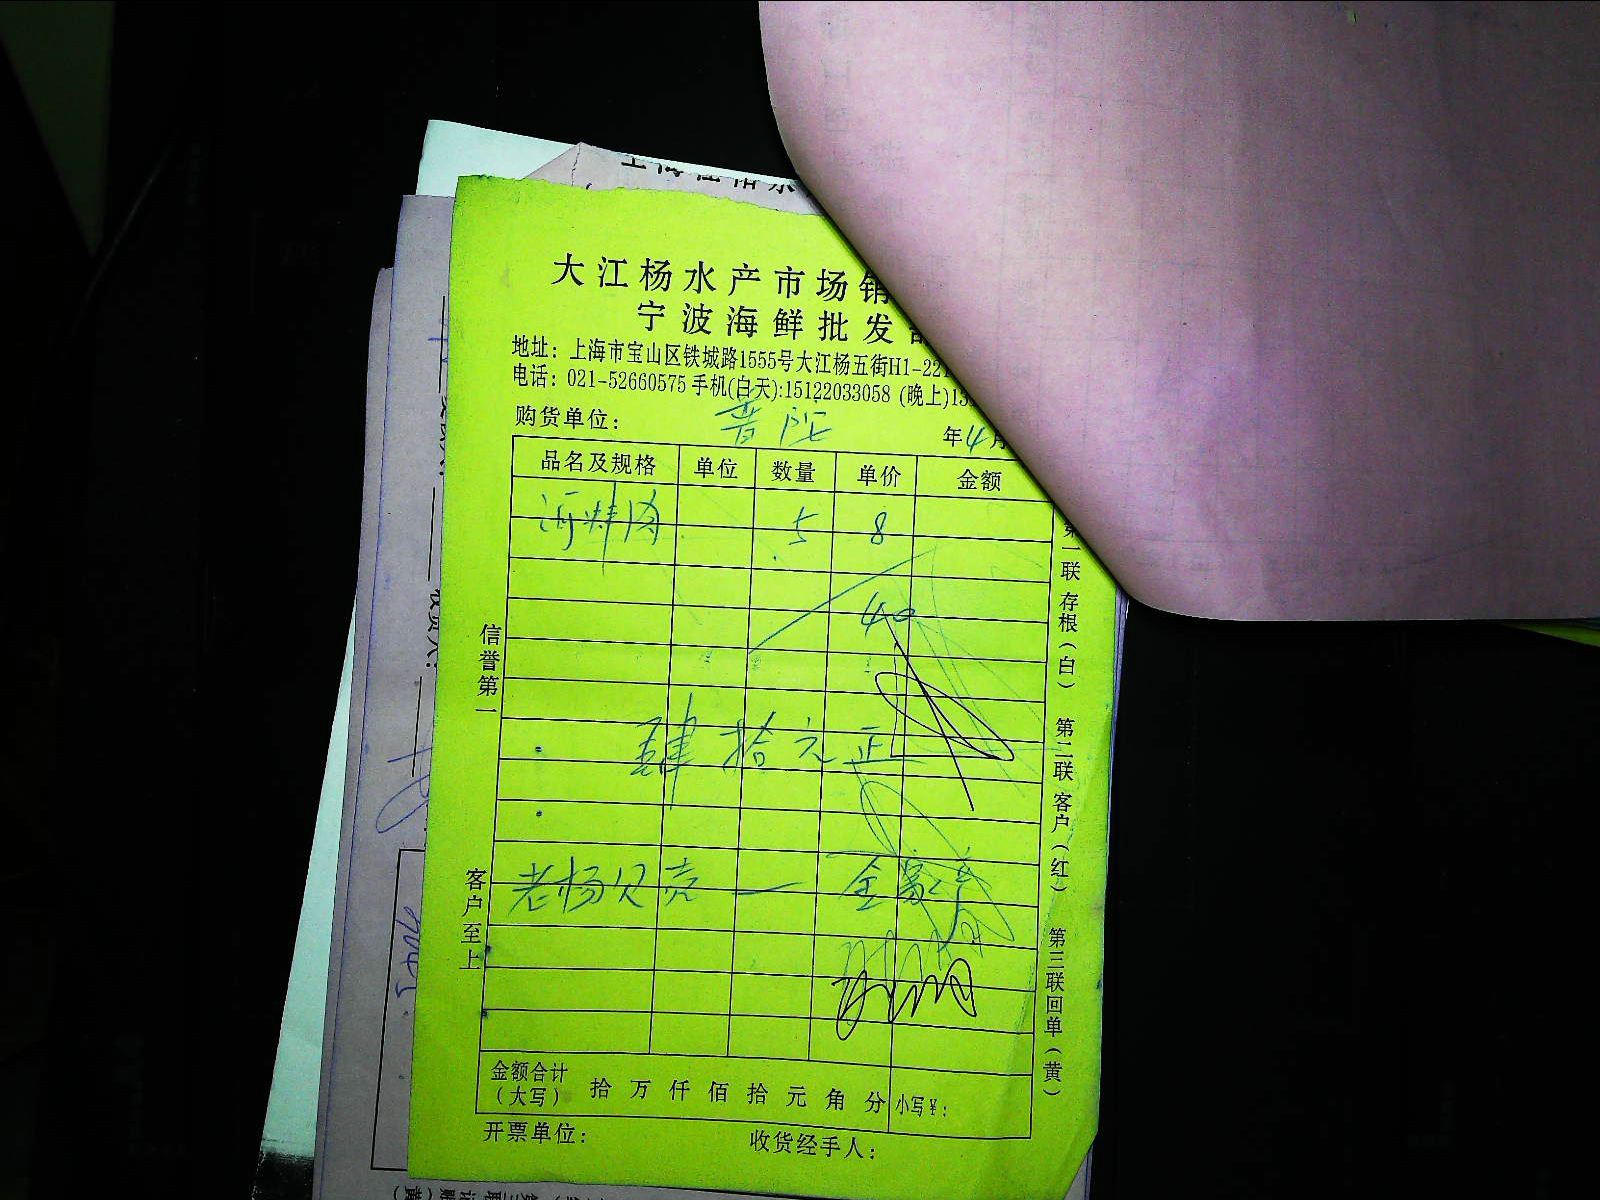 大江杨水产市场销
宁波海鲜批发部
地址：上海市宝山区铁城路1555号大江杨五街H1-221
电话：021-52660575 手机(白天):15122033058 (晚上)15
购货单位： 普陀 年4月
品名及规格 单位 数量 单价 金额
河蚌肉 5 8
40
肆拾元正
老杨贝壳 —
金额合计（大写） 拾 万 仟 佰 拾 元 角 分 小写¥：
开票单位： 收货经手人：
信誉第一
客户至上
第一联 存根（白） 第二联 客户（红） 第三联 回单（黄）